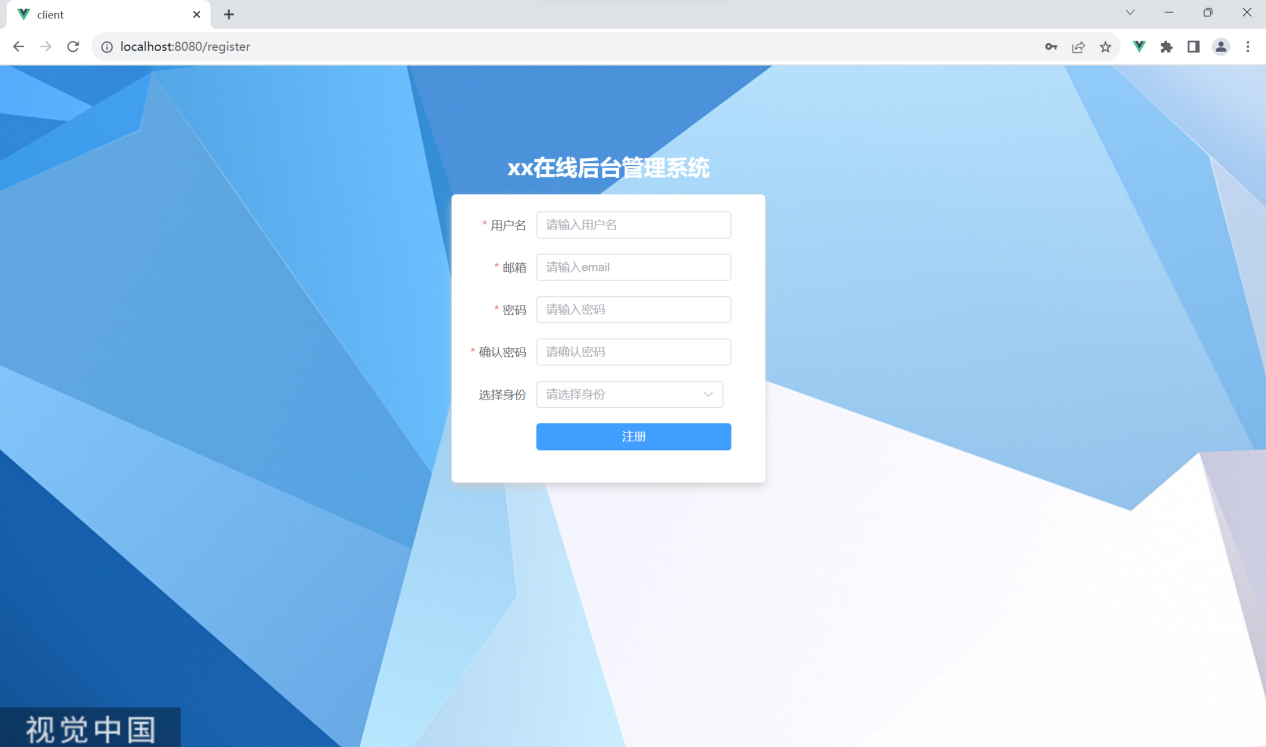 client
localhost:8080/register
xx在线后台管理系统
* 用户名 请输入用户名
* 邮箱 请输入email
* 密码 请输入密码
* 确认密码 请确认密码
选择身份 请选择身份
注册
视觉中国